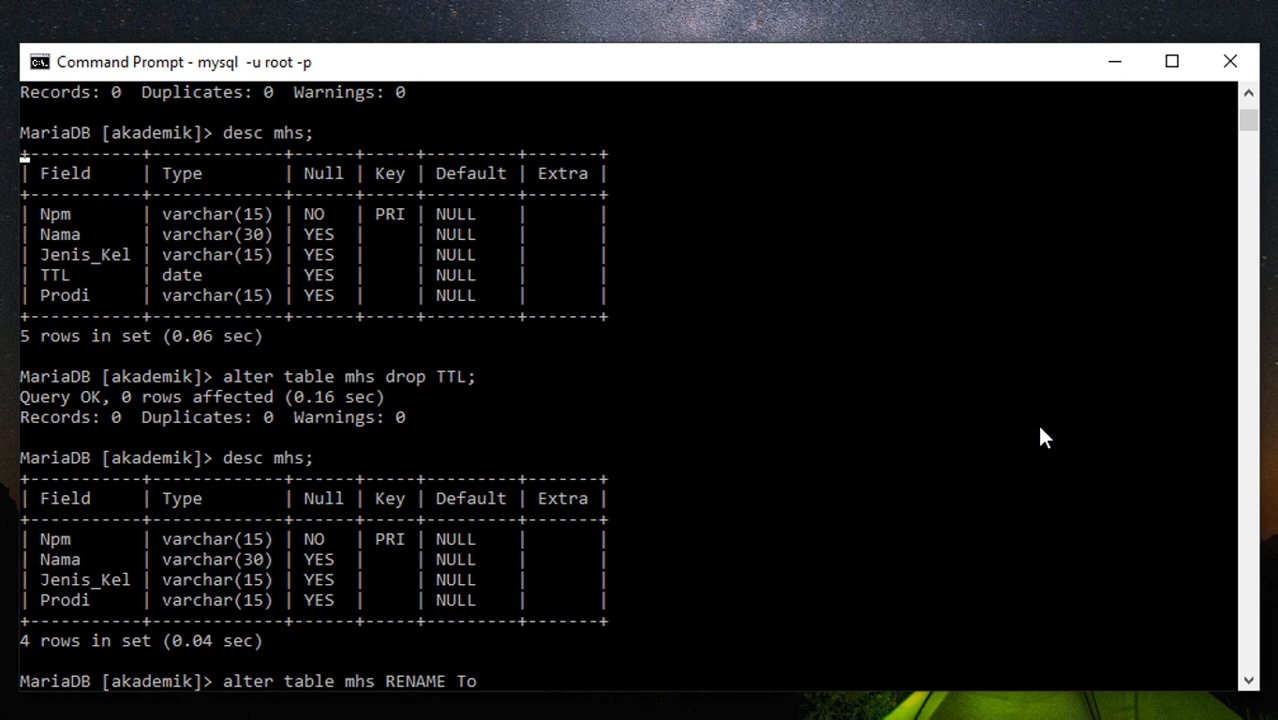 Command Prompt - mysql  -u root -p
Records: 0  Duplicates: 0  Warnings: 0
MariaDB [akademik]> desc mhs;
+-----------+-------------+------+-----+---------+-------+
| Field     | Type        | Null | Key | Default | Extra |
+-----------+-------------+------+-----+---------+-------+
| Npm       | varchar(15) | NO   | PRI | NULL    |       |
| Nama      | varchar(30) | YES  |     | NULL    |       |
| Jenis_Kel | varchar(15) | YES  |     | NULL    |       |
| TTL       | date        | YES  |     | NULL    |       |
| Prodi     | varchar(15) | YES  |     | NULL    |       |
+-----------+-------------+------+-----+---------+-------+
5 rows in set (0.06 sec)
MariaDB [akademik]> alter table mhs drop TTL;
Query OK, 0 rows affected (0.16 sec)
Records: 0  Duplicates: 0  Warnings: 0
MariaDB [akademik]> desc mhs;
+-----------+-------------+------+-----+---------+-------+
| Field     | Type        | Null | Key | Default | Extra |
+-----------+-------------+------+-----+---------+-------+
| Npm       | varchar(15) | NO   | PRI | NULL    |       |
| Nama      | varchar(30) | YES  |     | NULL    |       |
| Jenis_Kel | varchar(15) | YES  |     | NULL    |       |
| Prodi     | varchar(15) | YES  |     | NULL    |       |
+-----------+-------------+------+-----+---------+-------+
4 rows in set (0.04 sec)
MariaDB [akademik]> alter table mhs RENAME To